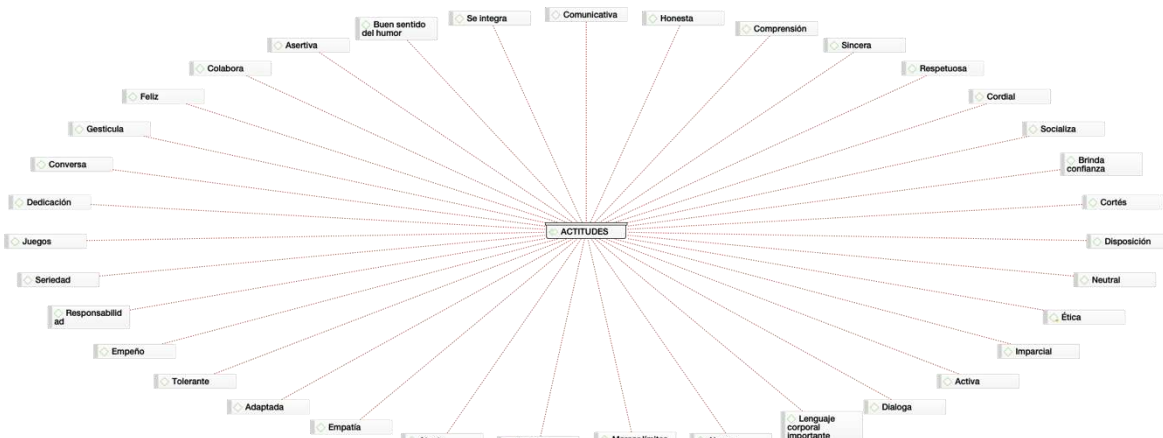 Comunicativa
Se integra
Honesta
Buen sentido
del humor
Comprensión
Asertiva
Sincera
Colabora
Respetuosa
Feliz
Cordial
Gesticula
Socializa
Conversa
Brinda
confianza
Dedicación
Cortés
ACTITUDES
Juegos
Disposición
Seriedad
Neutral
Responsabilid
ad
Ética
Empeño
Imparcial
Tolerante
Activa
Adaptada
Dialoga
Empatía
Lenguaje
corporal
importante